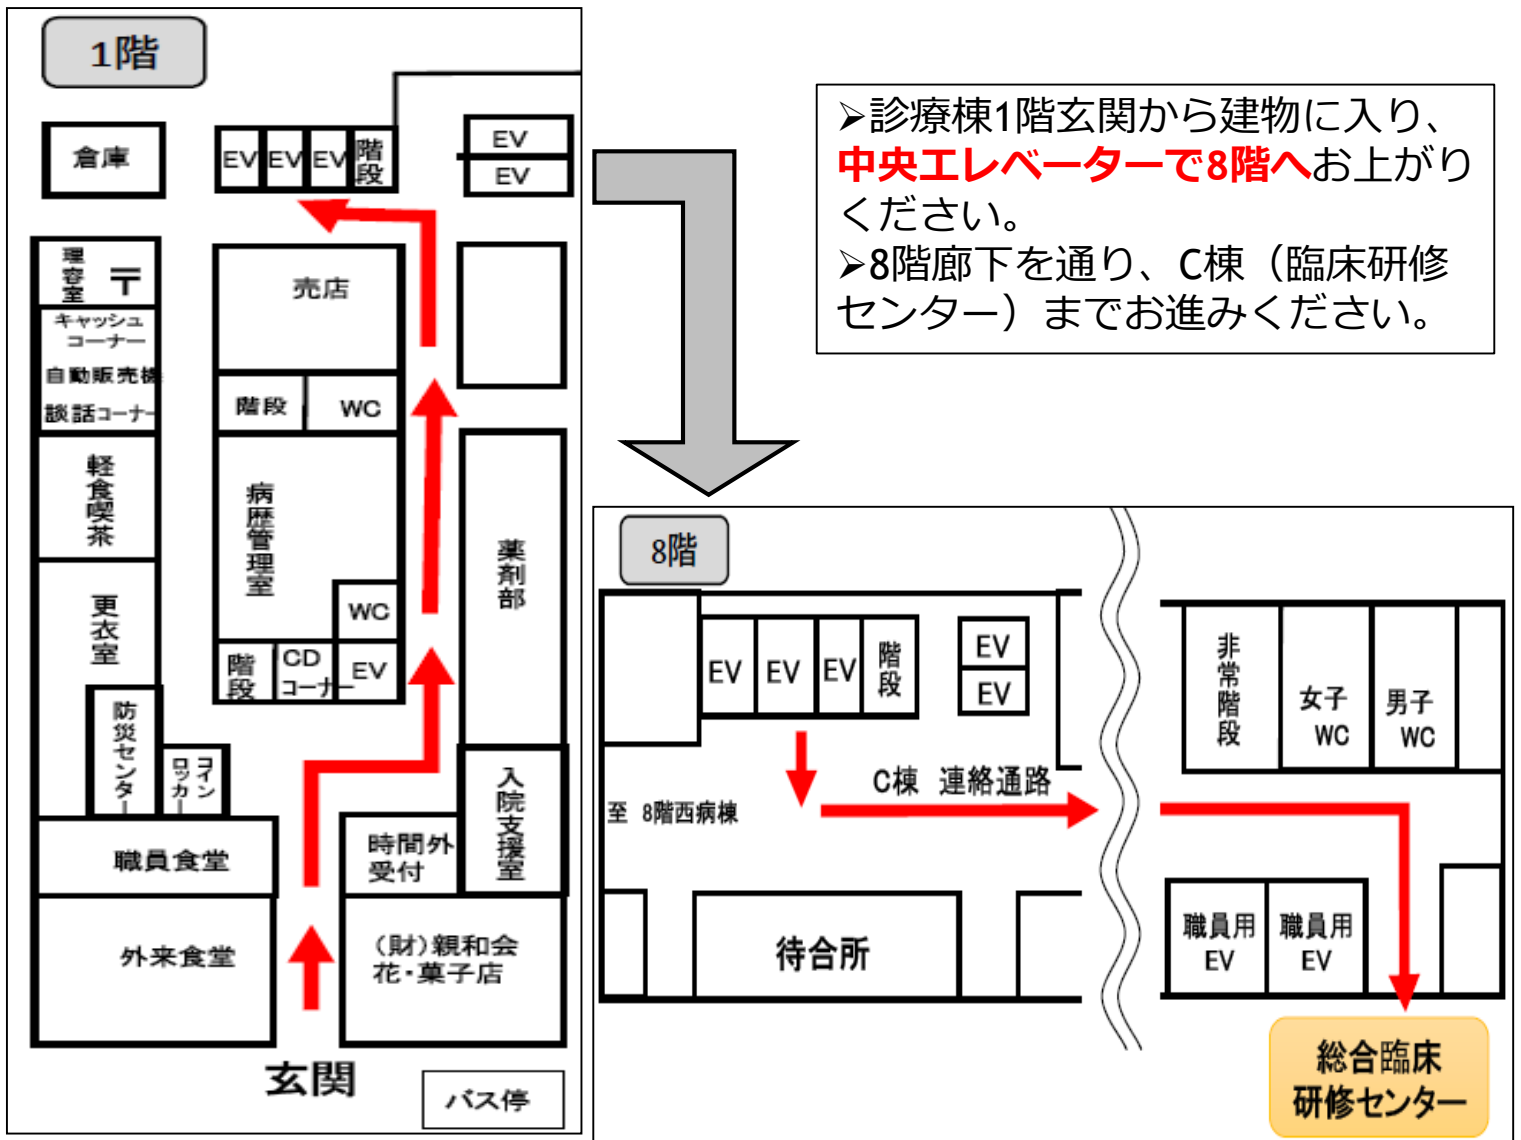 1階
倉庫
EV EV EV 階段
EV
EV
理容室 〒
キャッシュ
コーナー
自動販売機
談話コーナー
軽食喫茶
更衣室
防災センター
コイン
ロッカー
職員食堂
外来食堂
売店
階段 WC
病歴管理室
WC
階段
CD
コーナー
EV
薬剤部
入院支援室
時間外
受付
(財)親和会
花・菓子店
玄関
バス停
➢診療棟1階玄関から建物に入り、
中央エレベーターで8階へお上がり
ください。
➢8階廊下を通り、C棟（臨床研修
センター）までお進みください。
8階
EV EV EV 階段
EV
EV
C棟 連絡通路
至 8階西病棟
待合所
非常階段
女子
WC
男子
WC
職員用
EV
職員用
EV
総合臨床
研修センター